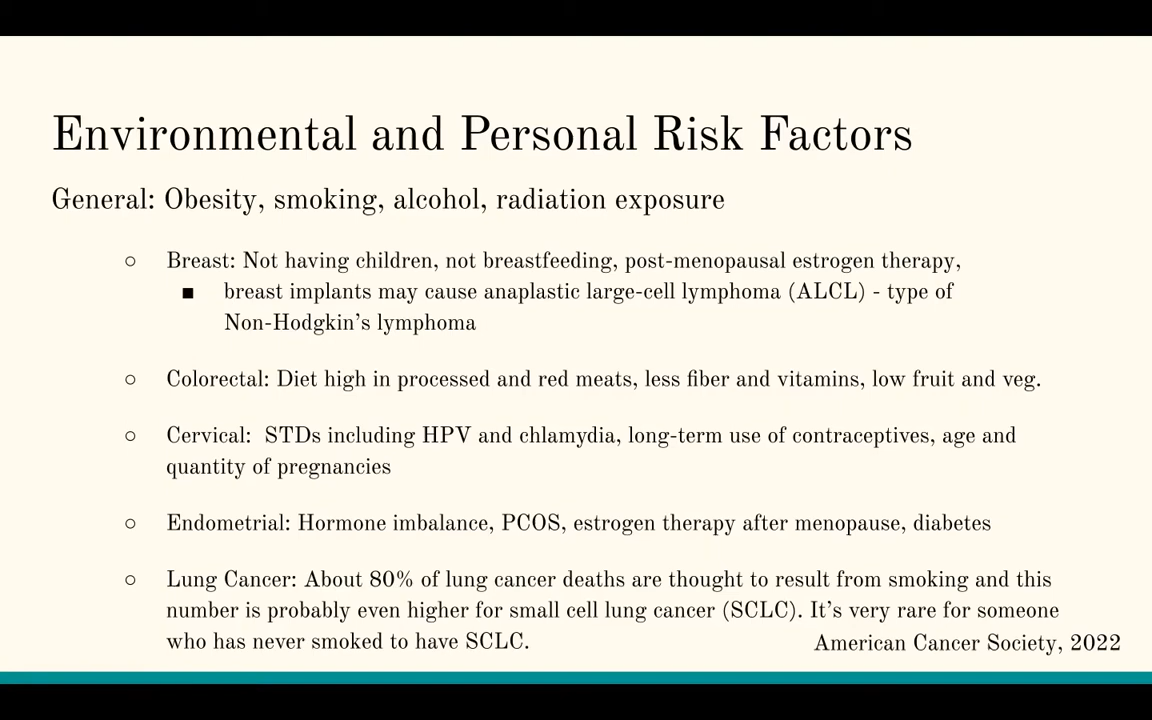 Environmental and Personal Risk Factors
General: Obesity, smoking, alcohol, radiation exposure
○ Breast: Not having children, not breastfeeding, post-menopausal estrogen therapy,
■ breast implants may cause anaplastic large-cell lymphoma (ALCL) - type of
Non-Hodgkin’s lymphoma
○ Colorectal: Diet high in processed and red meats, less fiber and vitamins, low fruit and veg.
○ Cervical:  STDs including HPV and chlamydia, long-term use of contraceptives, age and
quantity of pregnancies
○ Endometrial: Hormone imbalance, PCOS, estrogen therapy after menopause, diabetes
○ Lung Cancer: About 80% of lung cancer deaths are thought to result from smoking and this
number is probably even higher for small cell lung cancer (SCLC). It’s very rare for someone
who has never smoked to have SCLC.
American Cancer Society, 2022